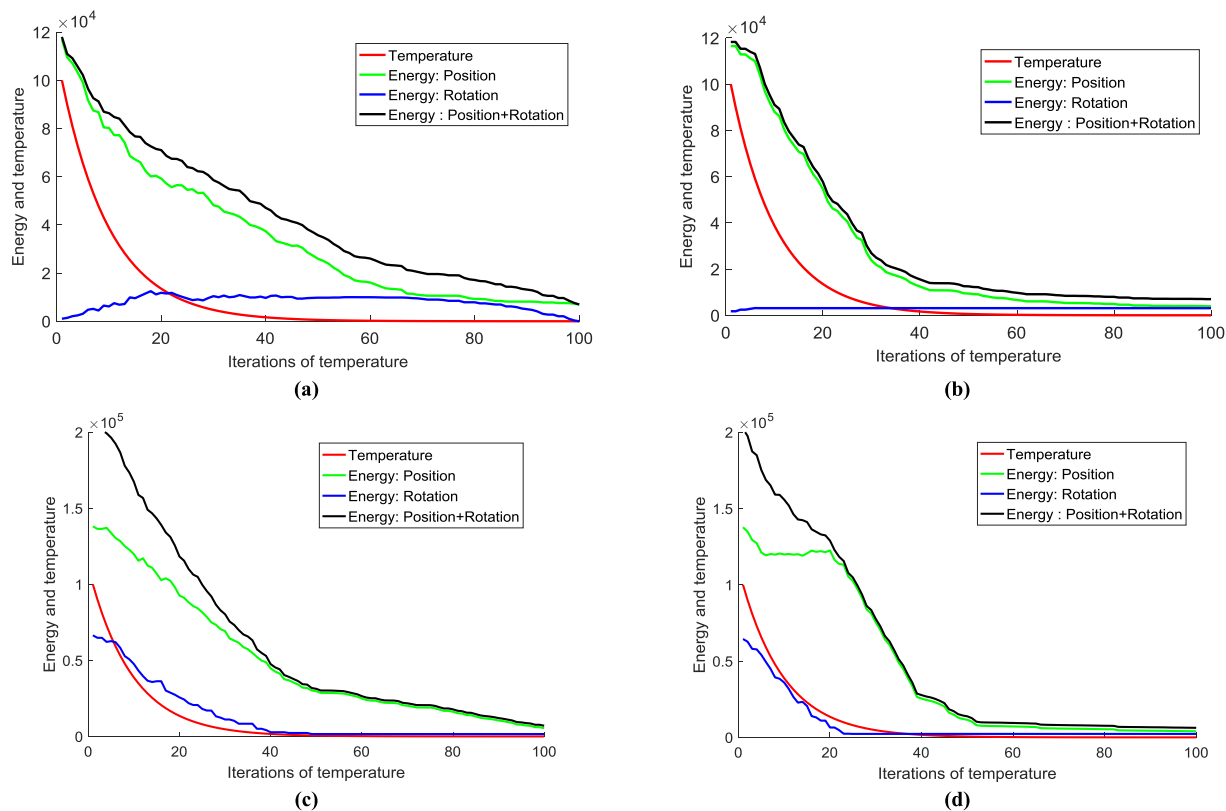 ×10⁴
12
10
8
6
4
2
0
Energy and temperature
Temperature
Energy: Position
Energy: Rotation
Energy : Position+Rotation
0 20 40 60 80 100
Iterations of temperature
(a)
×10⁴
12
10
8
6
4
2
0
Energy and temperature
Temperature
Energy: Position
Energy: Rotation
Energy : Position+Rotation
0 20 40 60 80 100
Iterations of temperature
(b)
×10⁵
2
1.5
1
0.5
0
Energy and temperature
Temperature
Energy: Position
Energy: Rotation
Energy: Position+Rotation
0 20 40 60 80 100
Iterations of temperature
(c)
×10⁵
2
1.5
1
0.5
0
Energy and temperature
Temperature
Energy: Position
Energy: Rotation
Energy : Position+Rotation
0 20 40 60 80 100
Iterations of temperature
(d)